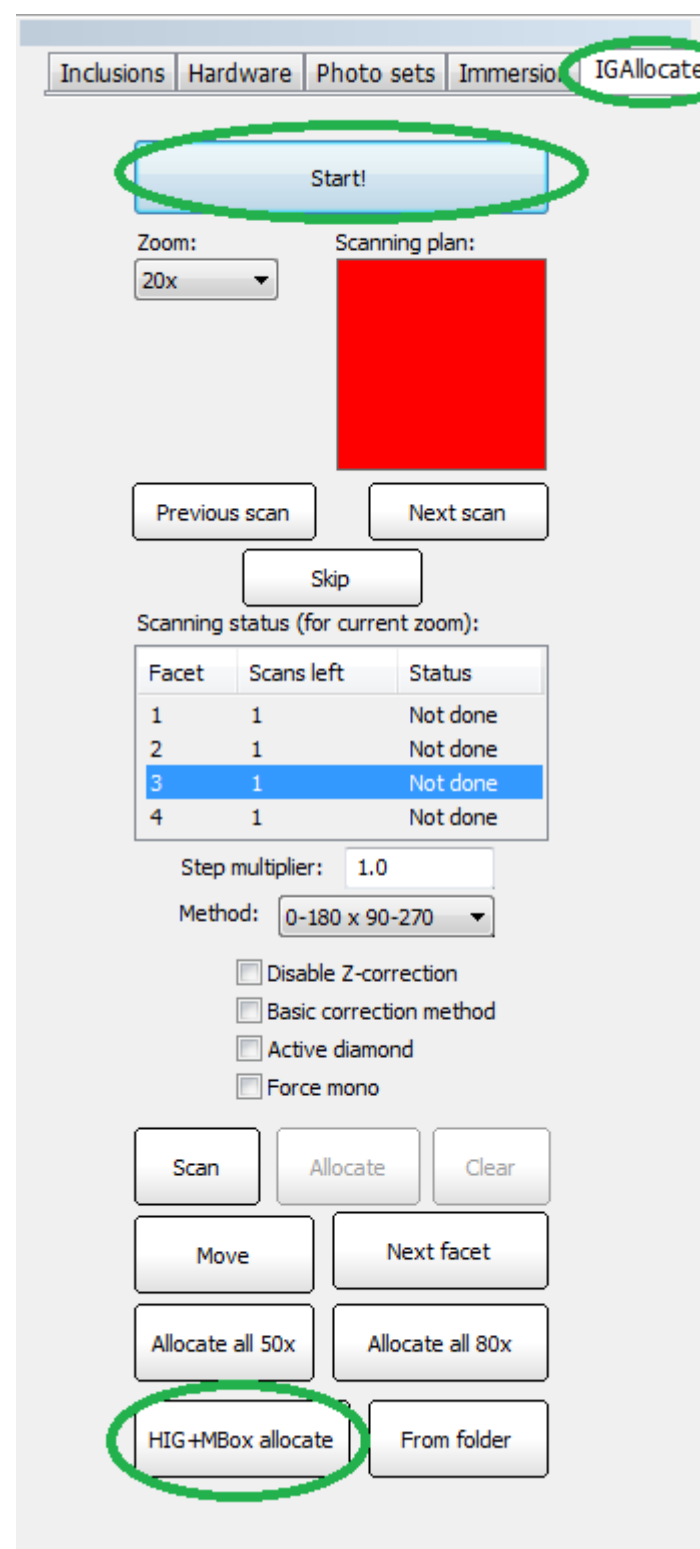 Inclusions Hardware Photo sets Immersion IGAllocate
Start!
Zoom: Scanning plan:
20x
Previous scan Next scan
Skip
Scanning status (for current zoom):
Facet Scans left Status
1 1 Not done
2 1 Not done
3 1 Not done
4 1 Not done
Step multiplier: 1.0
Method: 0-180 x 90-270
Disable Z-correction
Basic correction method
Active diamond
Force mono
Scan Allocate Clear
Move Next facet
Allocate all 50x Allocate all 80x
HIG+MBox allocate From folder